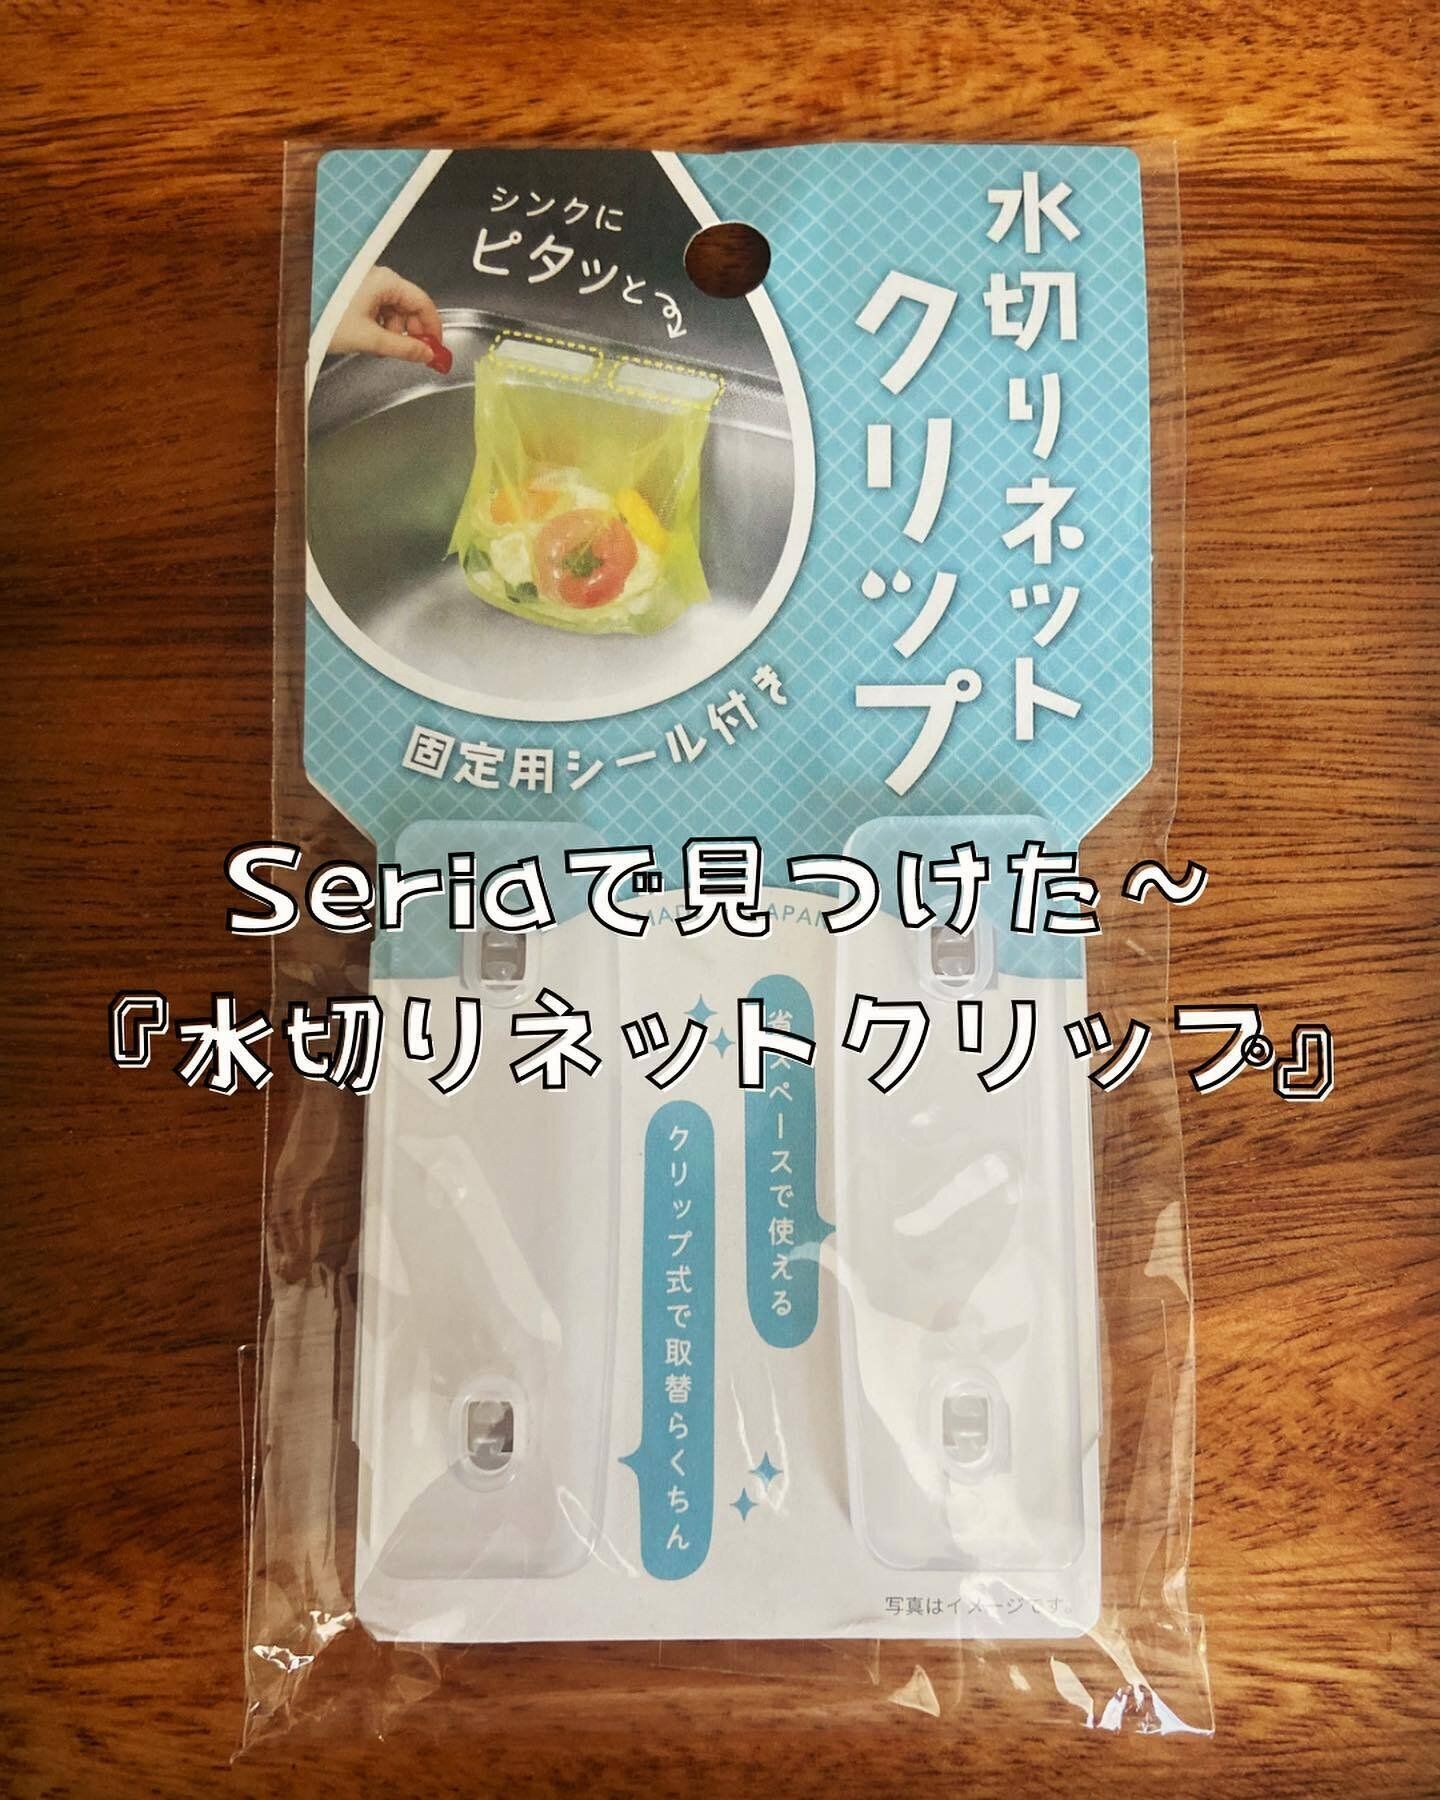 シンクに
ピタッと
水切りネット
クリップ
固定用シール付き
Seriaで見つけた〜
『水切りネットクリップ』
省スペースで使える
クリップ式で取替らくちん
写真はイメージです。